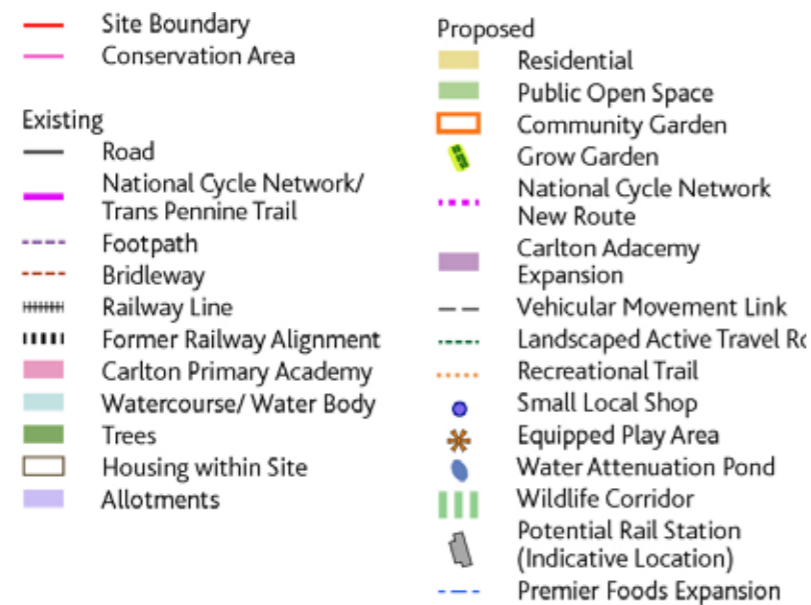 Site Boundary
Conservation Area
Existing
Road
National Cycle Network/
Trans Pennine Trail
Footpath
Bridleway
Railway Line
Former Railway Alignment
Carlton Primary Academy
Watercourse/ Water Body
Trees
Housing within Site
Allotments
Proposed
Residential
Public Open Space
Community Garden
Grow Garden
National Cycle Network
New Route
Carlton Adacemy
Expansion
Vehicular Movement Link
Landscaped Active Travel
Recreational Trail
Small Local Shop
Equipped Play Area
Water Attenuation Pond
Wildlife Corridor
Potential Rail Station
(Indicative Location)
Premier Foods Expansion